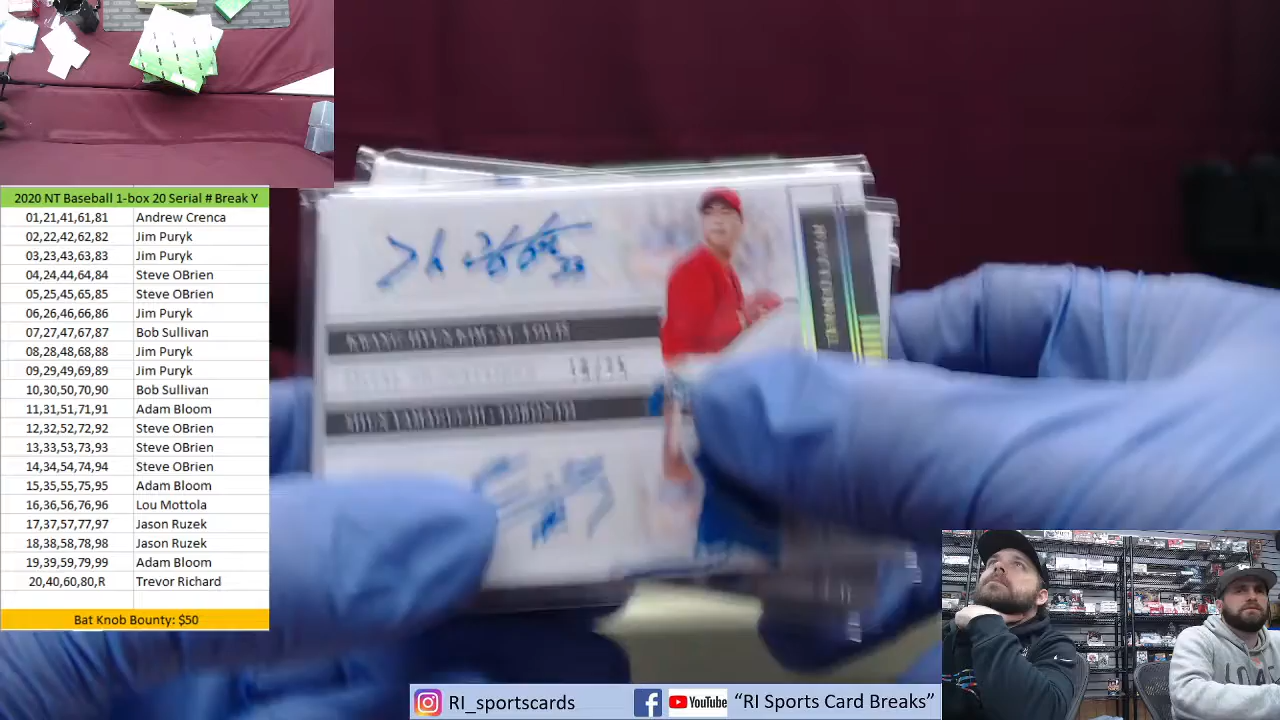 2020 NT Baseball 1-box 20 Serial # Break Y
01,21,41,61,81 Andrew Crenca
02,22,42,62,82 Jim Puryk
03,23,43,63,83 Jim Puryk
04,24,44,64,84 Steve OBrien
05,25,45,65,85 Steve OBrien
06,26,46,66,86 Jim Puryk
07,27,47,67,87 Bob Sullivan
08,28,48,68,88 Jim Puryk
09,29,49,69,89 Jim Puryk
10,30,50,70,90 Bob Sullivan
11,31,51,71,91 Adam Bloom
12,32,52,72,92 Steve OBrien
13,33,53,73,93 Steve OBrien
14,34,54,74,94 Steve OBrien
15,35,55,75,95 Adam Bloom
16,36,56,76,96 Lou Mottola
17,37,57,77,97 Jason Ruzek
18,38,58,78,98 Jason Ruzek
19,39,59,79,99 Adam Bloom
20,40,60,80,R Trevor Richard
Bat Knob Bounty: $50
RI_sportscards
YouTube
"RI Sports Card Breaks"